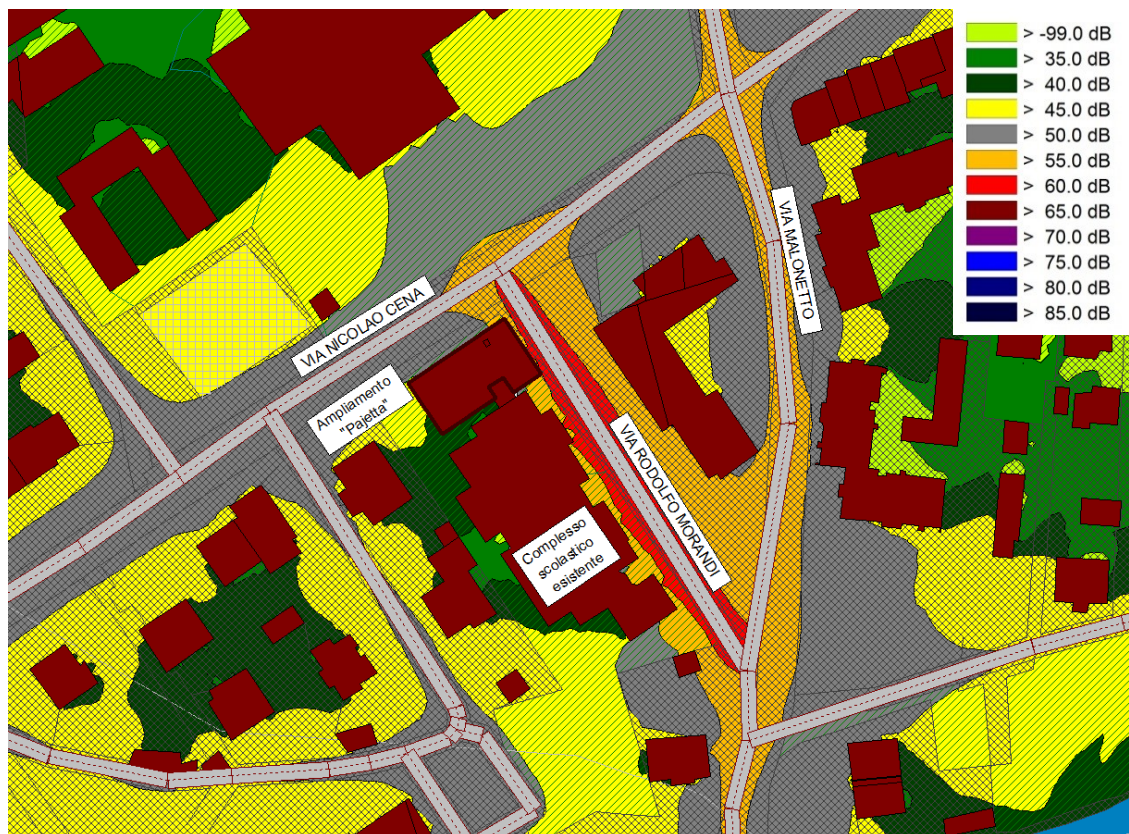 > -99.0 dB
> 35.0 dB
> 40.0 dB
> 45.0 dB
> 50.0 dB
> 55.0 dB
> 60.0 dB
> 65.0 dB
> 70.0 dB
> 75.0 dB
> 80.0 dB
> 85.0 dB
VIA MALONETTO
VIA NICOLAO CENA
Ampliamento
"Pajetta"
VIA RODOLFO MORANDI
Complesso
scolastico
esistente